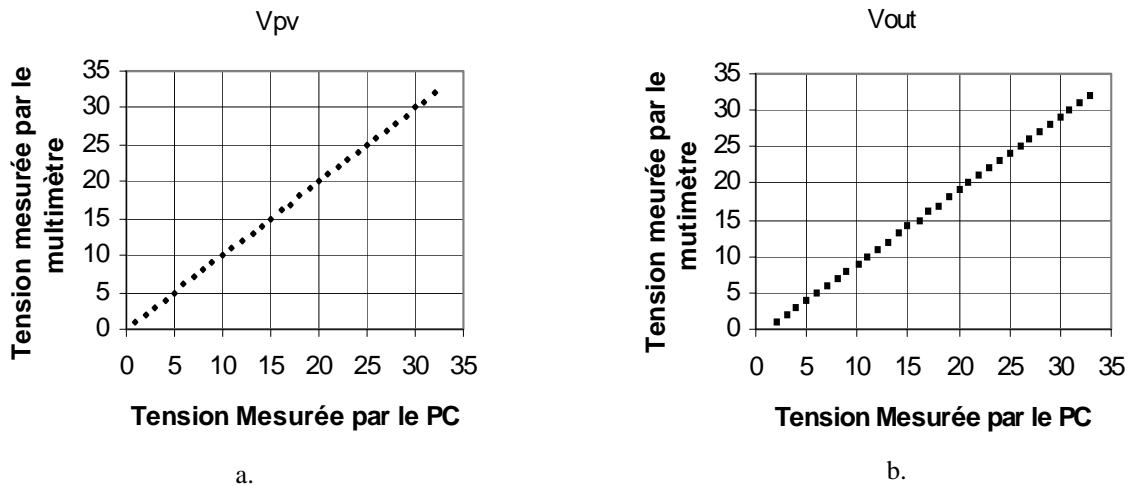 Vpv
Tension mesurée par le
multimètre
35
30
25
20
15
10
5
0
0 5 10 15 20 25 30 35
Tension Mesurée par le PC
a.
Vout
Tension meurée par le
mutimètre
35
30
25
20
15
10
5
0
0 5 10 15 20 25 30 35
Tension Mesurée par le PC
b.